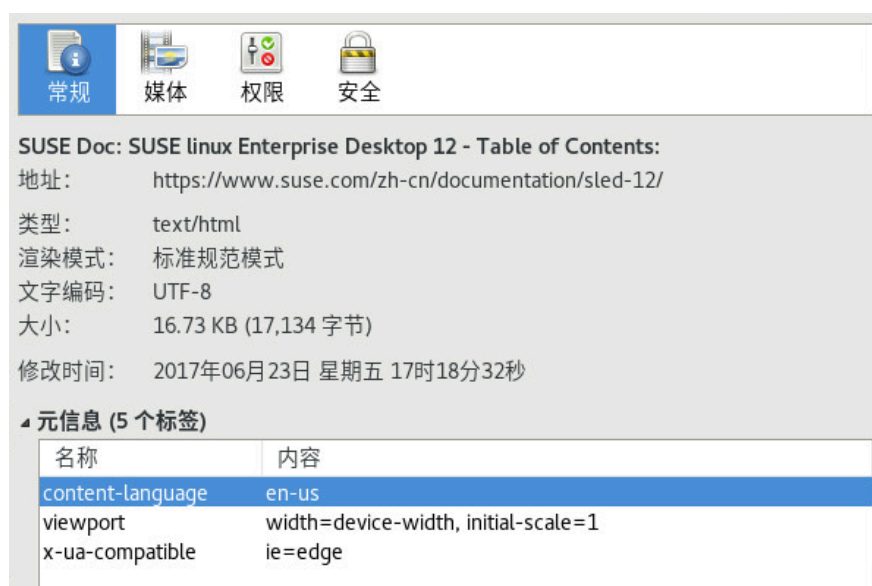 常规 媒体 权限 安全
SUSE Doc: SUSE linux Enterprise Desktop 12 - Table of Contents:
地址: https://www.suse.com/zh-cn/documentation/sled-12/
类型: text/html
渲染模式: 标准规范模式
文字编码: UTF-8
大小: 16.73 KB (17,134 字节)
修改时间: 2017年06月23日 星期五 17时18分32秒
元信息 (5 个标签)
名称 内容
content-language en-us
viewport width=device-width, initial-scale=1
x-ua-compatible ie=edge